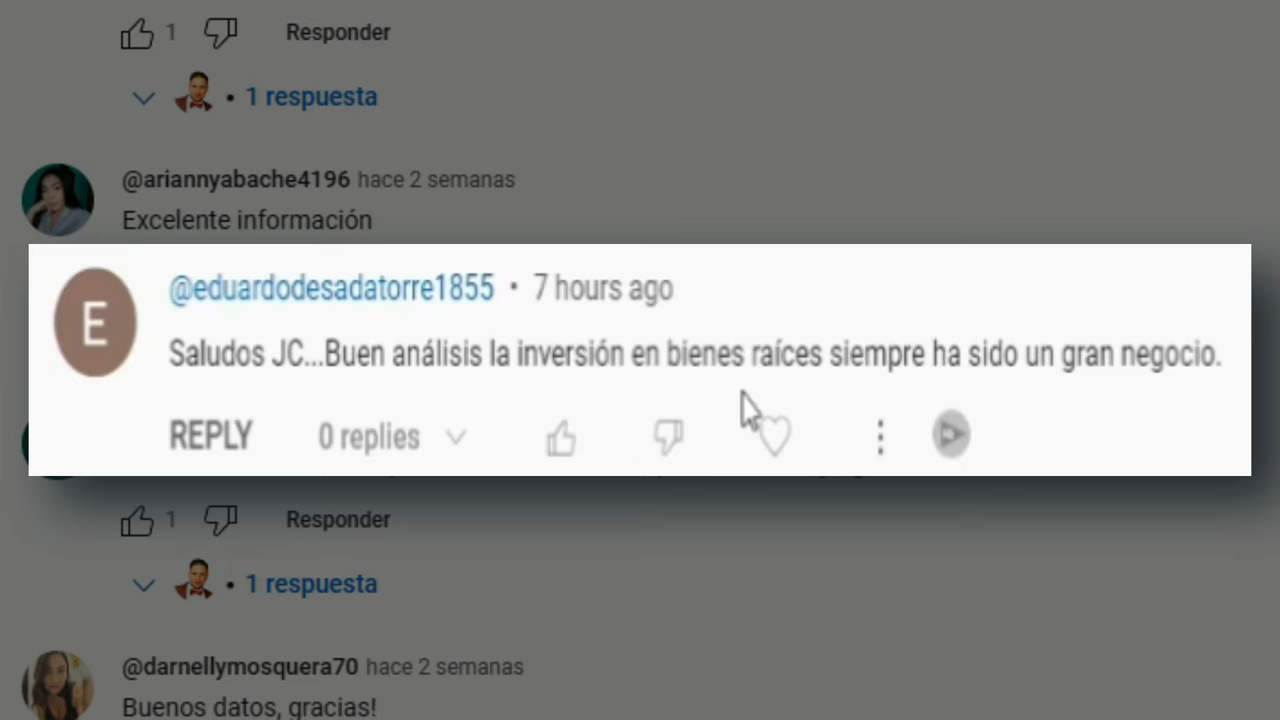 1 Responder
1 respuesta
@ariannyabache4196 hace 2 semanas
Excelente información
E
@eduardodesadatorre1855 • 7 hours ago
Saludos JC...Buen análisis la inversión en bienes raíces siempre ha sido un gran negocio.
REPLY 0 replies
1 Responder
1 respuesta
@darnellymosquera70 hace 2 semanas
Buenos datos, gracias!